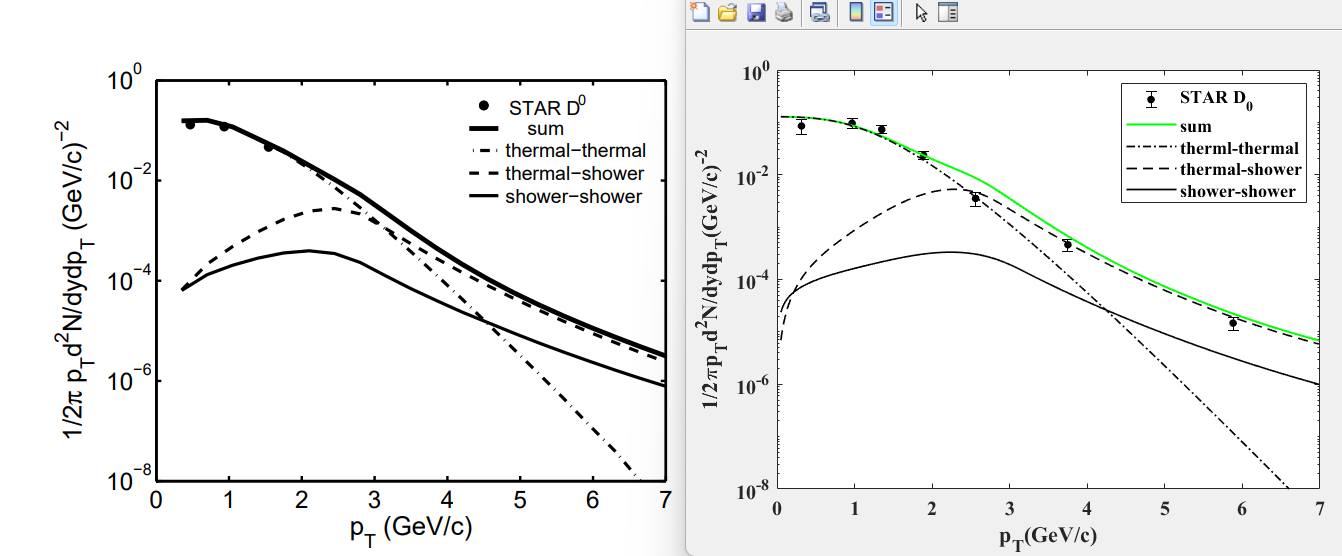 10^0
10^−2
10^−4
10^−6
10^−8
0 1 2 3 4 5 6 7
p_T (GeV/c)
1/2π p_T d^2N/dydp_T (GeV/c)^−2
STAR D^0
sum
thermal−thermal
thermal−shower
shower−shower
10^0
10^-2
10^-4
10^-6
10^-8
0 1 2 3 4 5 6 7
p_T(GeV/c)
1/2πp_Td^2N/dydp_T(GeV/c)^-2
STAR D_0
sum
therml-thermal
thermal-shower
shower-shower